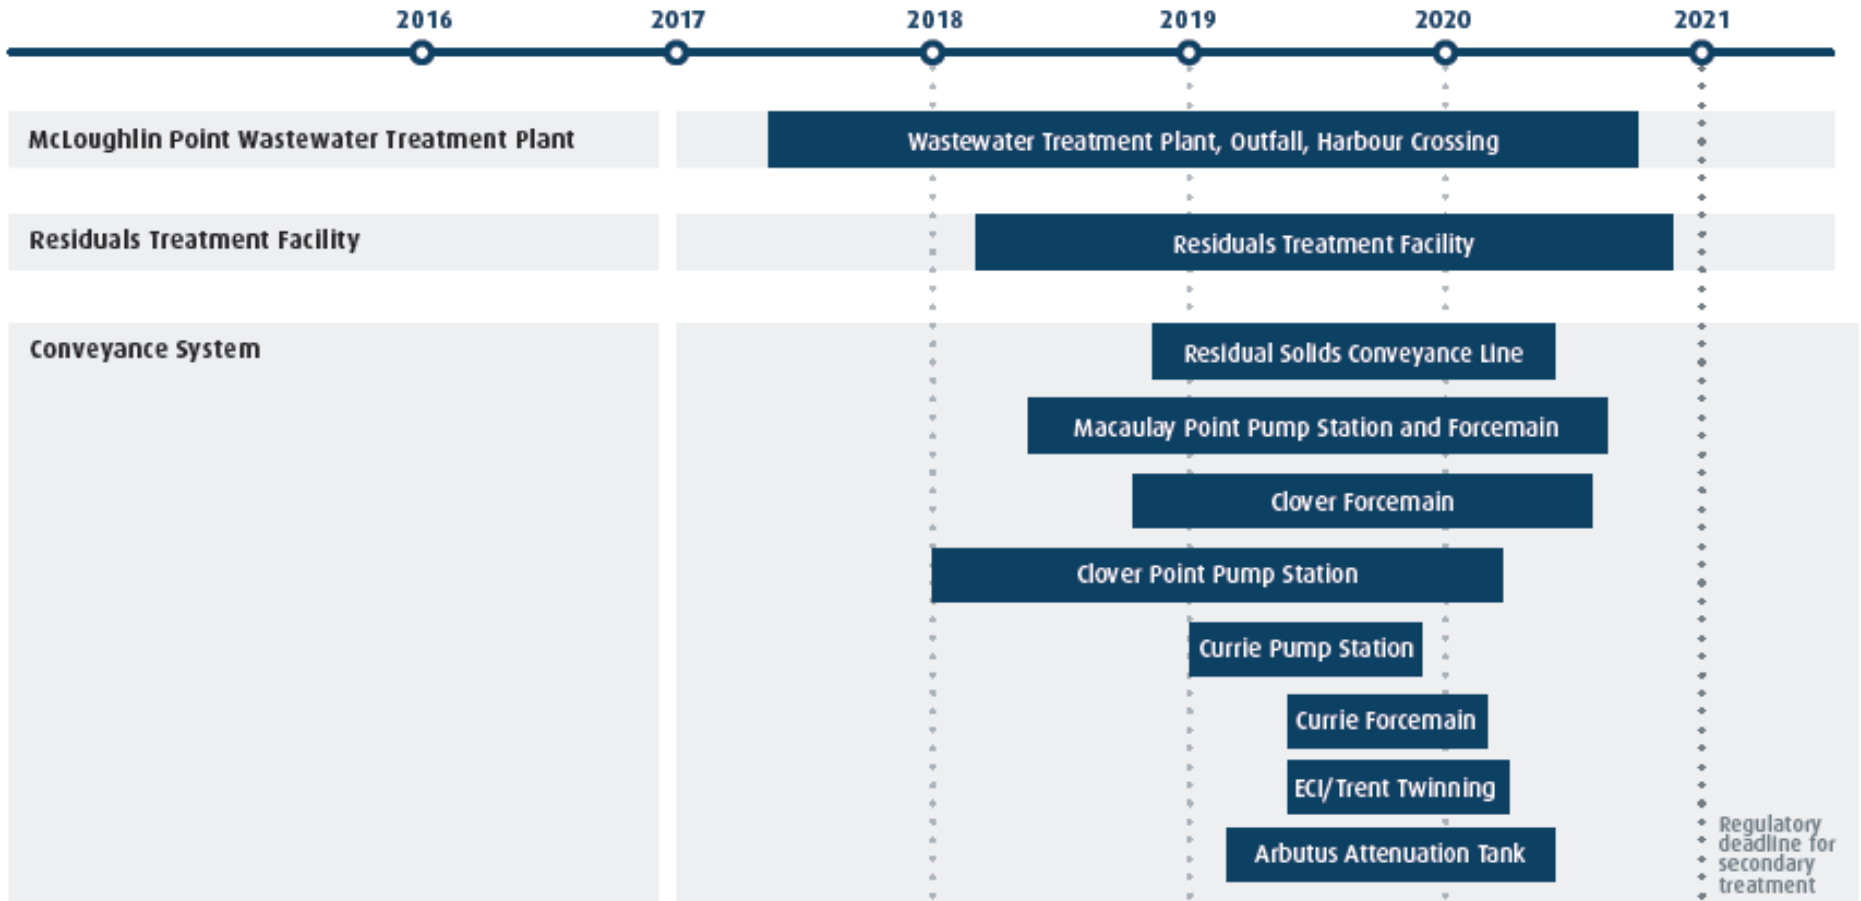 2016 2017 2018 2019 2020 2021
McLoughlin Point Wastewater Treatment Plant
Wastewater Treatment Plant, Outfall, Harbour Crossing
Residuals Treatment Facility
Residuals Treatment Facility
Conveyance System
Residual Solids Conveyance Line
Macaulay Point Pump Station and Forcemain
Clover Forcemain
Clover Point Pump Station
Currie Pump Station
Currie Forcemain
ECI/Trent Twinning
Arbutus Attenuation Tank
Regulatory
deadline for
secondary
treatment